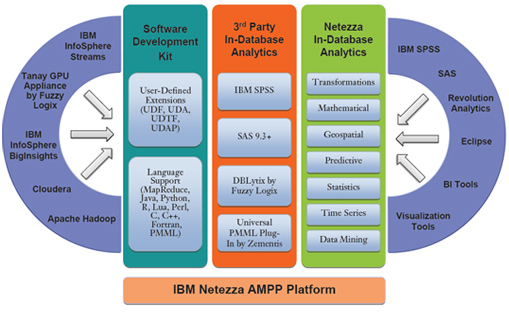 IBM
InfoSphere
Streams
Tanay GPU
Appliance
by Fuzzy
Logix
IBM
InfoSphere
BigInsights
Cloudera
Apache Hadoop
Software
Development
Kit
User-Defined
Extensions
(UDF, UDA,
UDTF,
UDAP)
Language
Support
(MapReduce,
Java, Python,
R, Lua, Perl,
C, C++,
Fortran,
PMML)
3rd Party
In-Database
Analytics
IBM SPSS
SAS 9.3+
DBLytix by
Fuzzy Logix
Universal
PMML Plug-
In by Zementis
Netezza
In-Database
Analytics
Transformations
Mathematical
Geospatial
Predictive
Statistics
Time Series
Data Mining
IBM SPSS
SAS
Revolution
Analytics
Eclipse
BI Tools
Visualization
Tools
IBM Netezza AMPP Platform